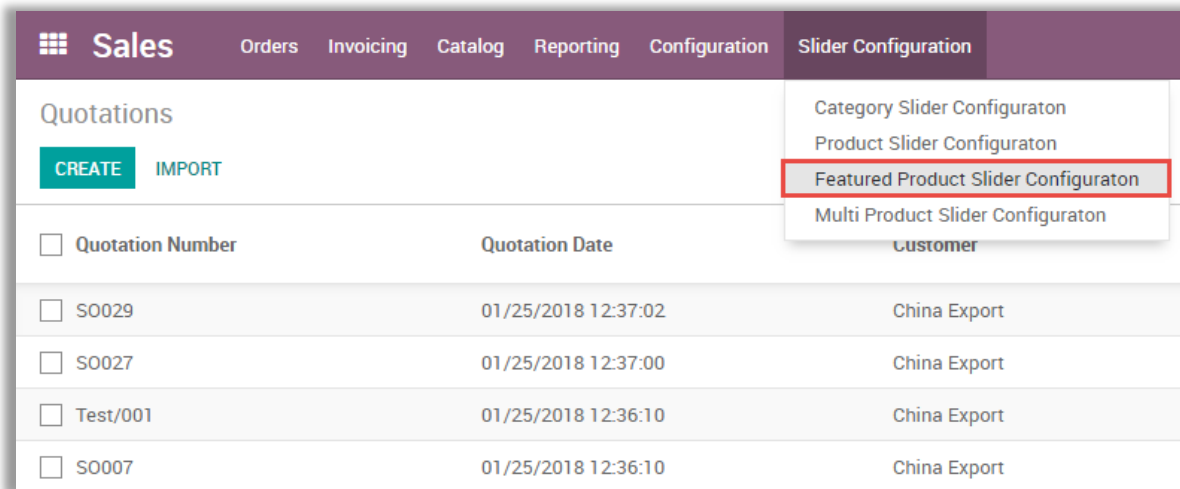 Sales Orders Invoicing Catalog Reporting Configuration Slider Configuration
Quotations
CREATE IMPORT
Category Slider Configuraton
Product Slider Configuraton
Featured Product Slider Configuraton
Multi Product Slider Configuraton
Quotation Number Quotation Date Customer
SO029 01/25/2018 12:37:02 China Export
SO027 01/25/2018 12:37:00 China Export
Test/001 01/25/2018 12:36:10 China Export
SO007 01/25/2018 12:36:10 China Export